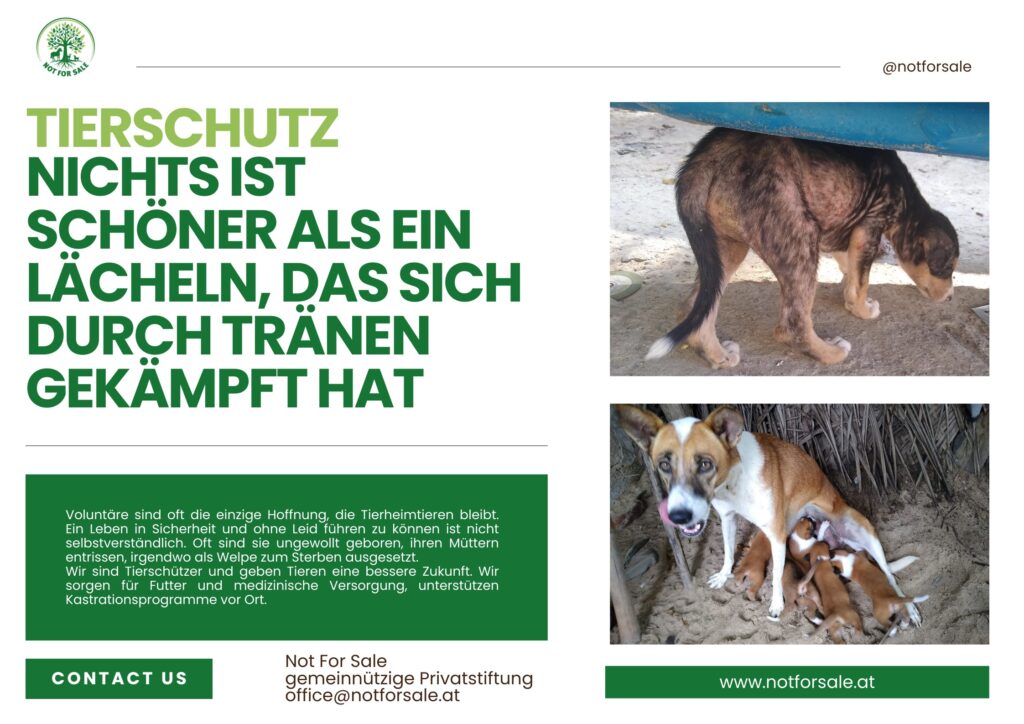 NOT FOR SALE
@notforsale
TIERSCHUTZ
NICHTS IST
SCHÖNER ALS EIN
LÄCHELN, DAS SICH
DURCH TRÄNEN
GEKÄMPFT HAT
Voluntäre sind oft die einzige Hoffnung, die Tierheimtieren bleibt.
Ein Leben in Sicherheit und ohne Leid führen zu können ist nicht
selbstverständlich. Oft sind sie ungewollt geboren, ihren Müttern
entrissen, irgendwo als Welpe zum Sterben ausgesetzt.
Wir sind Tierschützer und geben Tieren eine bessere Zukunft. Wir
sorgen für Futter und medizinische Versorgung, unterstützen
Kastrationsprogramme vor Ort.
CONTACT US
Not For Sale
gemeinnützige Privatstiftung
office@notforsale.at
www.notforsale.at